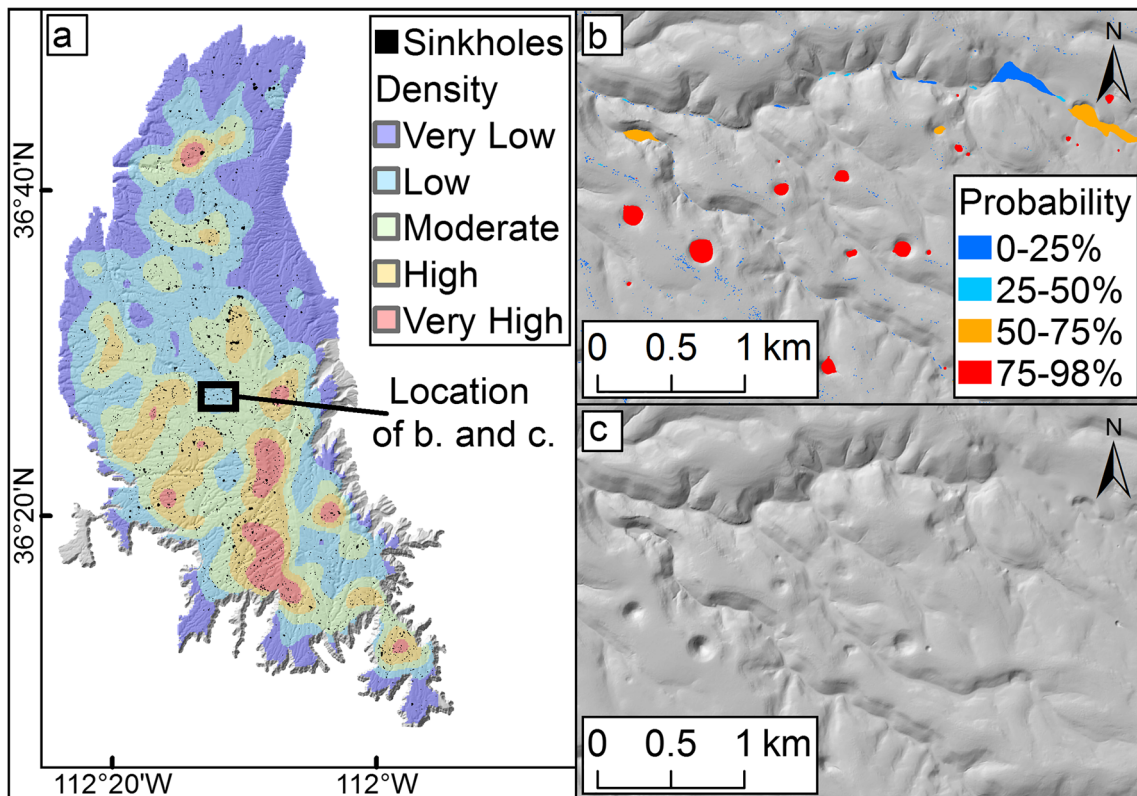 a
Sinkholes
Density
Very Low
Low
Moderate
High
Very High
Location
of b. and c.
36°40'N
36°20'N
112°20'W
112°W
b
N
Probability
0-25%
25-50%
50-75%
75-98%
0 0.5 1 km
c
N
0 0.5 1 km